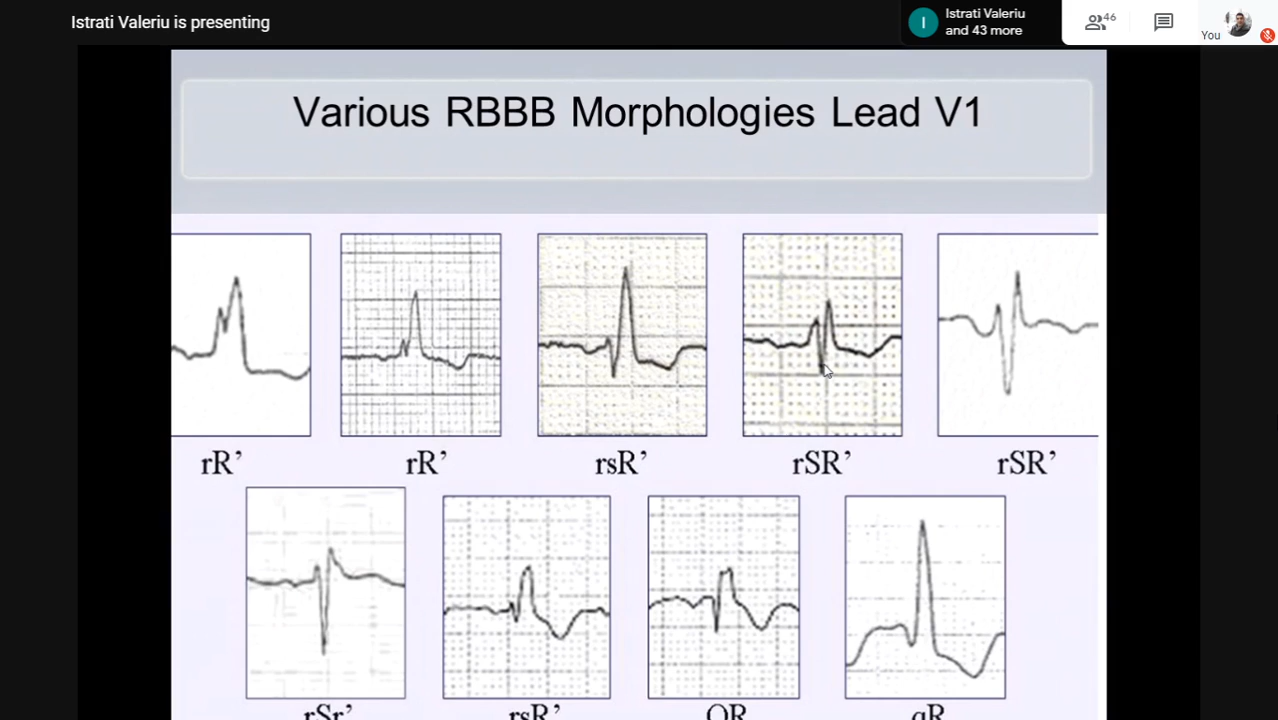 Istrati Valeriu is presenting
I
Istrati Valeriu
and 43 more
46
You
Various RBBB Morphologies Lead V1
rR’ rR’ rsR’ rSR’ rSR’
rSr’ rsR’ QR qR